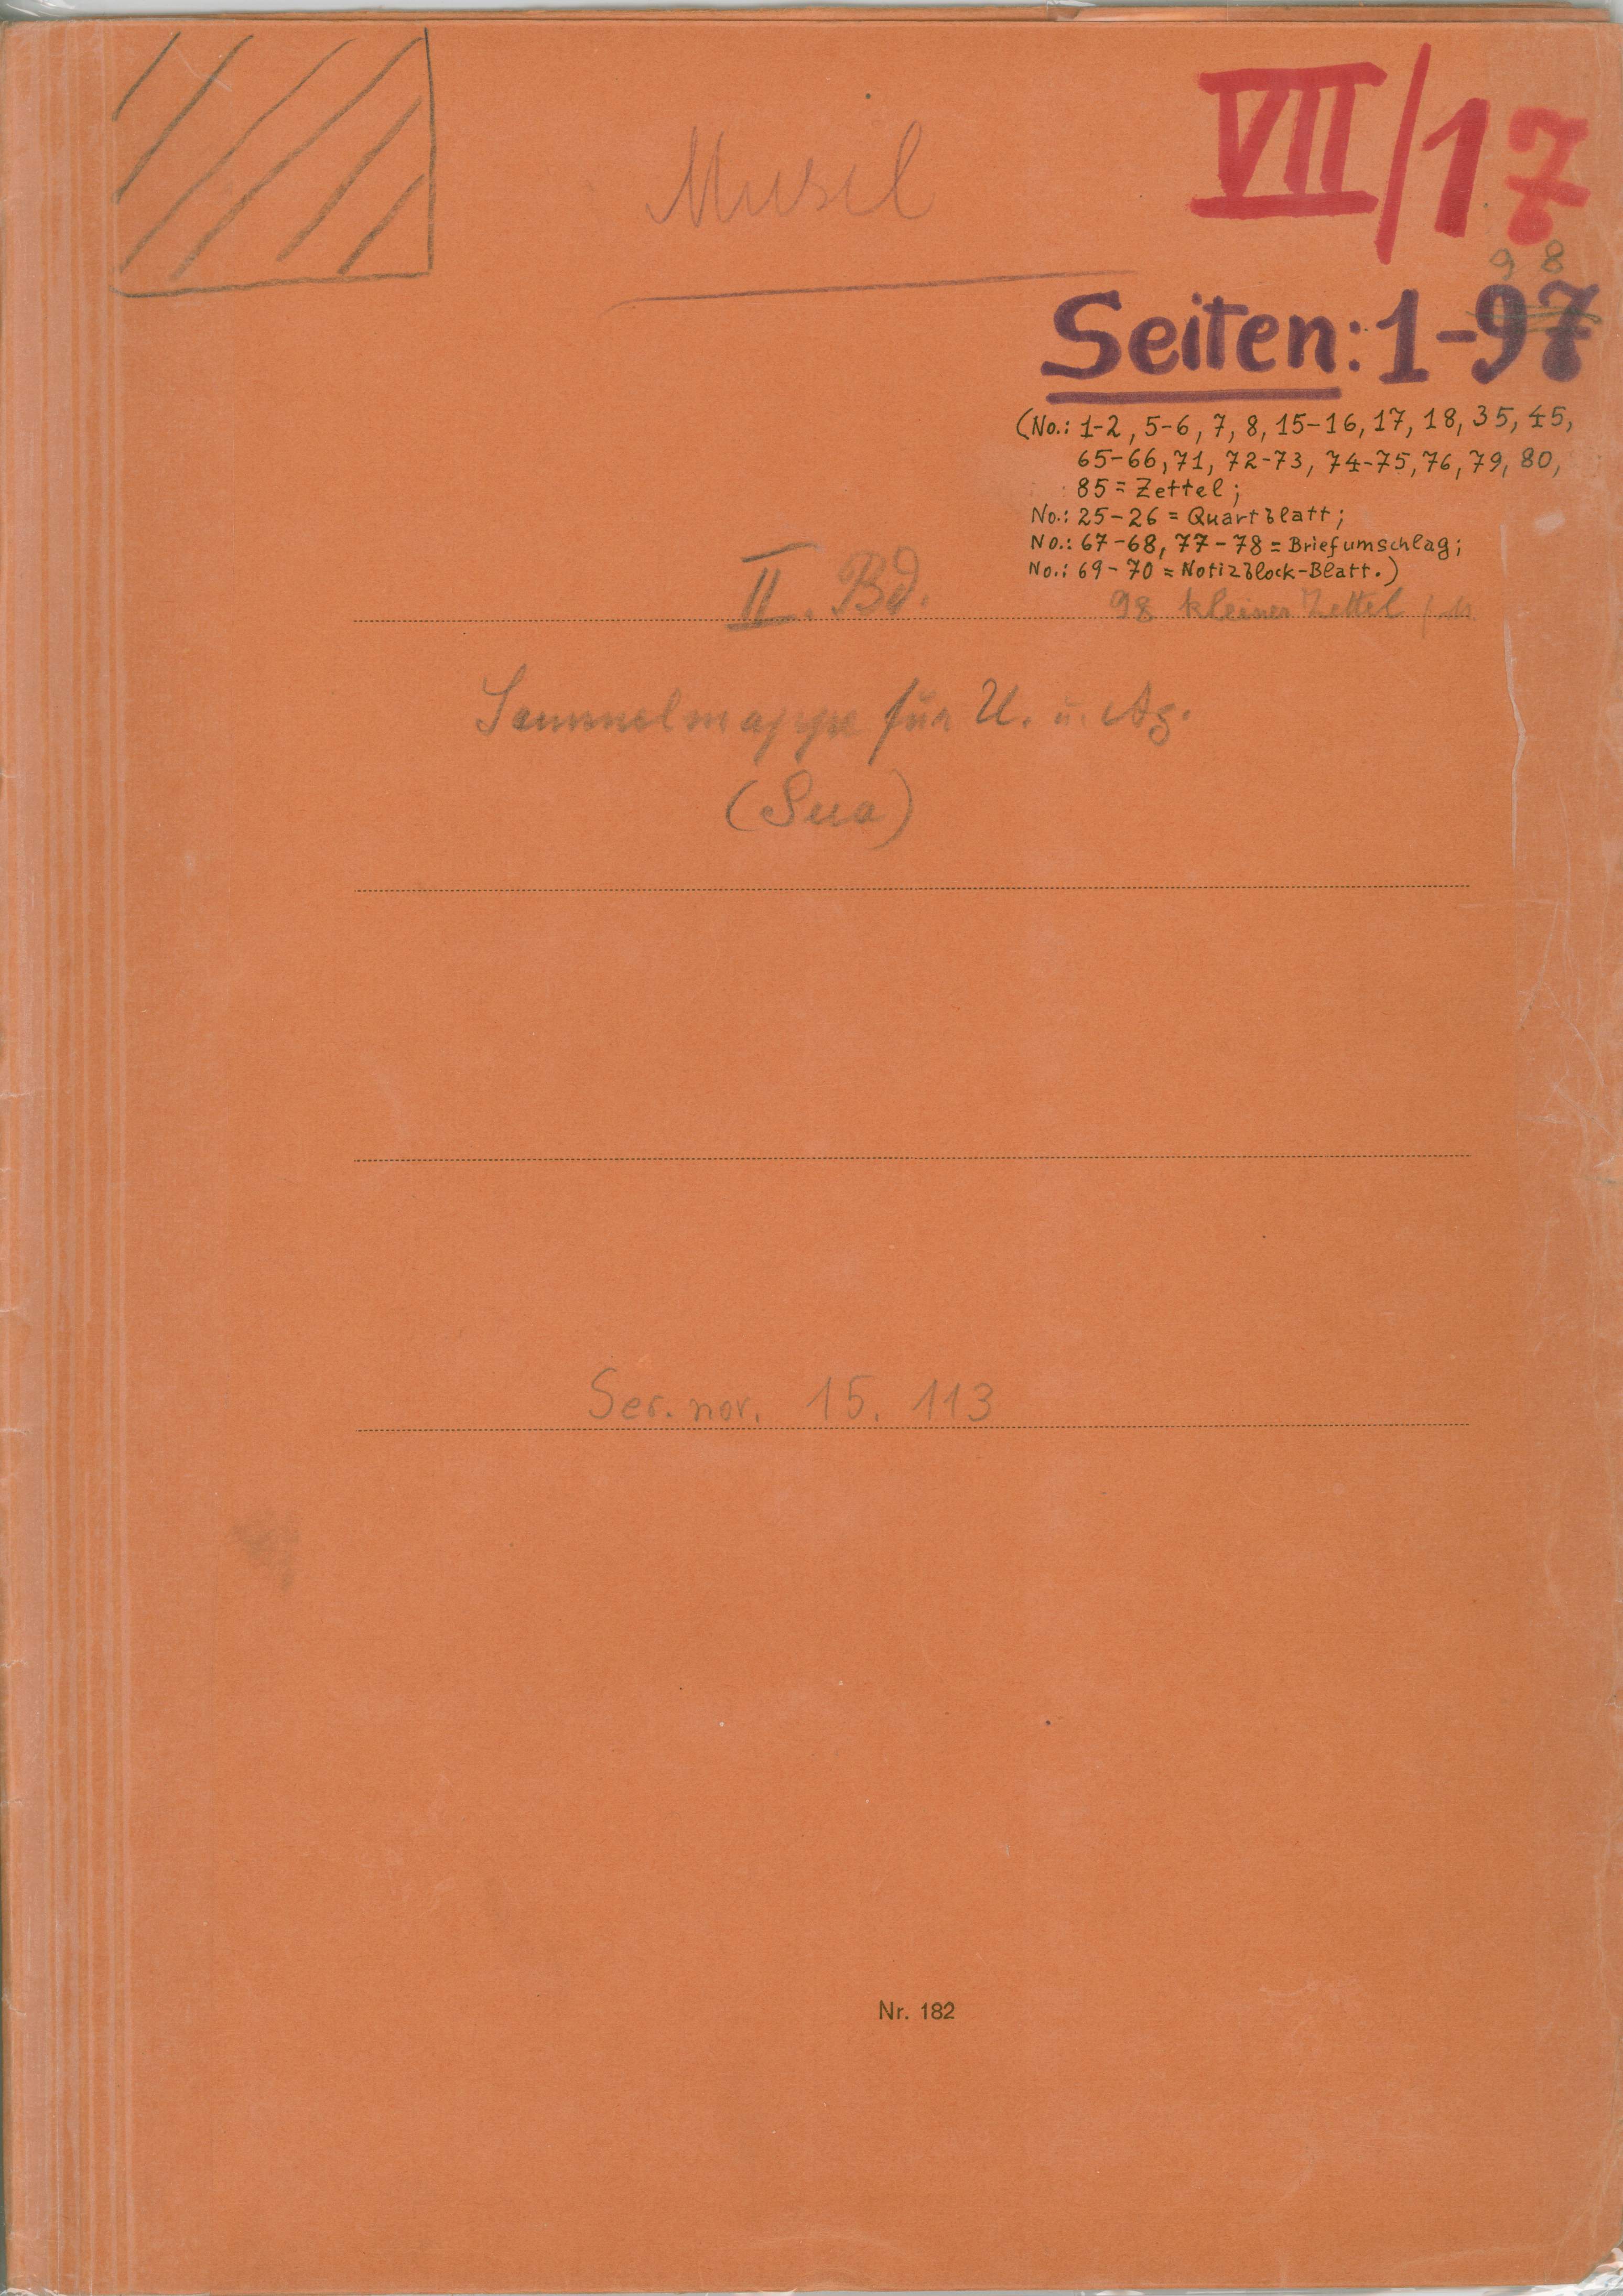 VII/17
Musil
98
Seiten: 1-97
(No.: 1-2, 5-6, 7, 8, 15-16, 17, 18, 35, 45,
65-66, 71, 72-73, 74-75, 76, 79, 80,
85 = Zettel;
No.: 25-26 = Quartblatt;
No.: 67-68, 77-78 = Briefumschlag;
No.: 69-70 = Notizblock-Blatt.)
II. Bd.
98 kleiner Zettel
Sammelmappe für U. u. Ag.
(Sua)
Ser. nov. 15. 113
Nr. 182